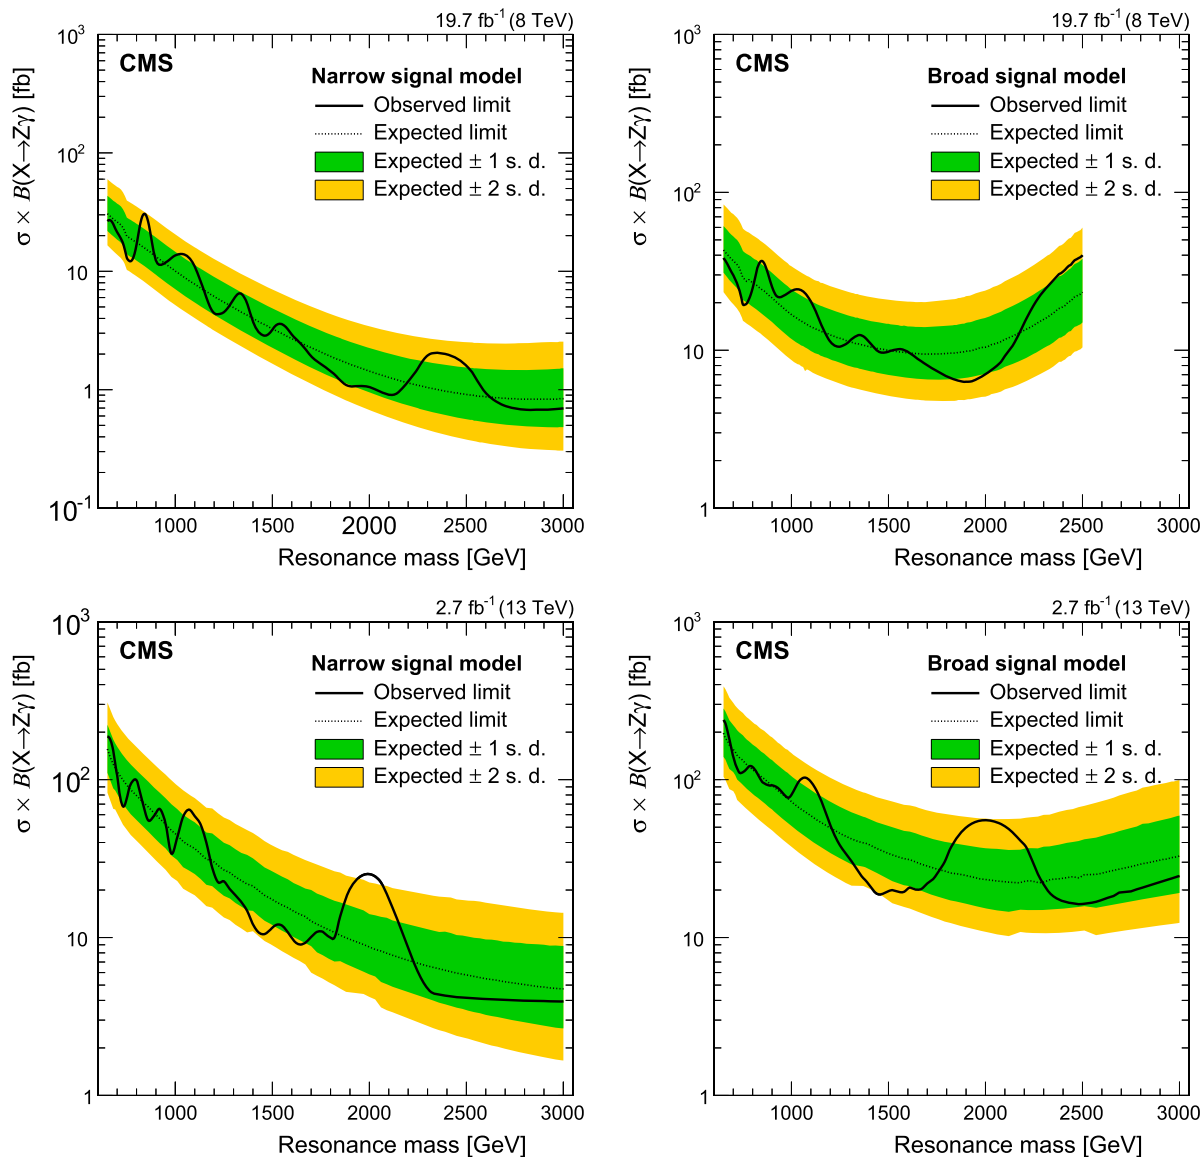 19.7 fb-1 (8 TeV)
CMS
Narrow signal model
Observed limit
Expected limit
Expected ± 1 s. d.
Expected ± 2 s. d.
σ × B(X→Zγ) [fb]
10^3
10^2
10
1
10^-1
1000 1500 2000 2500 3000
Resonance mass [GeV]
19.7 fb-1 (8 TeV)
CMS
Broad signal model
Observed limit
Expected limit
Expected ± 1 s. d.
Expected ± 2 s. d.
σ × B(X→Zγ) [fb]
10^3
10^2
10
1
1000 1500 2000 2500 3000
Resonance mass [GeV]
2.7 fb-1 (13 TeV)
CMS
Narrow signal model
Observed limit
Expected limit
Expected ± 1 s. d.
Expected ± 2 s. d.
σ × B(X→Zγ) [fb]
10^3
10^2
10
1
1000 1500 2000 2500 3000
Resonance mass [GeV]
2.7 fb-1 (13 TeV)
CMS
Broad signal model
Observed limit
Expected limit
Expected ± 1 s. d.
Expected ± 2 s. d.
σ × B(X→Zγ) [fb]
10^3
10^2
10
1
1000 1500 2000 2500 3000
Resonance mass [GeV]